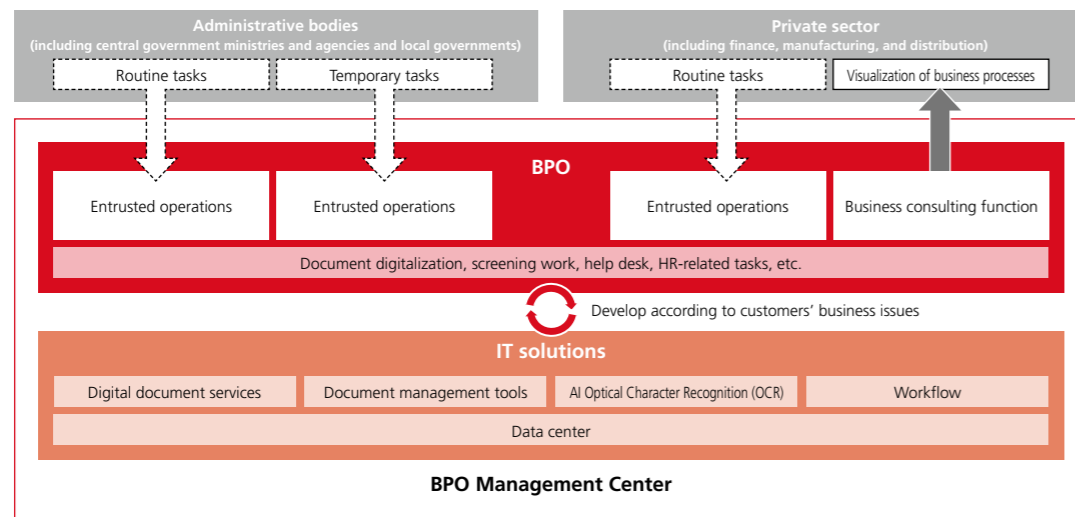 Administrative bodies
(including central government ministries and agencies and local governments)
Routine tasks
Temporary tasks
Private sector
(including finance, manufacturing, and distribution)
Routine tasks
Visualization of business processes
BPO
Entrusted operations
Entrusted operations
Entrusted operations
Business consulting function
Document digitalization, screening work, help desk, HR-related tasks, etc.
Develop according to customers’ business issues
IT solutions
Digital document services
Document management tools
AI Optical Character Recognition (OCR)
Workflow
Data center
BPO Management Center